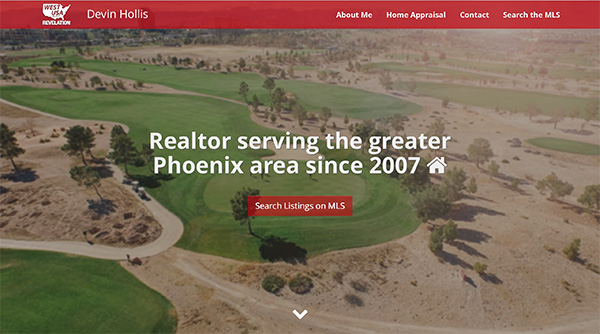 WEST
USA
REVELATION
Devin Hollis
About Me
Home Appraisal
Contact
Search the MLS
Realtor serving the greater
Phoenix area since 2007
Search Listings on MLS